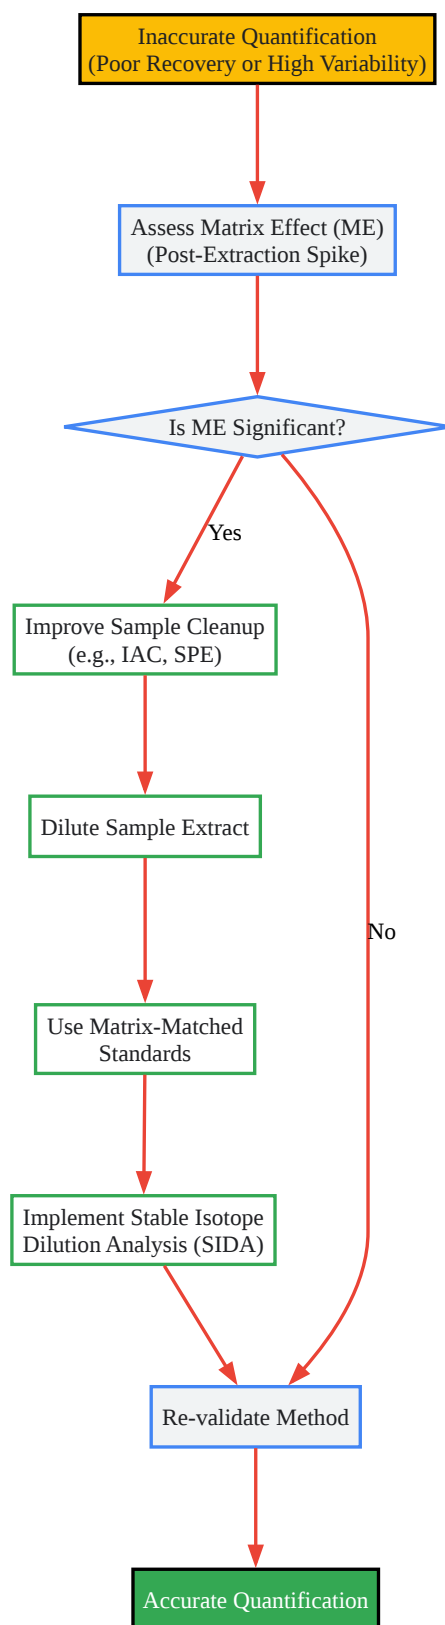 Inaccurate Quantification
(Poor Recovery or High Variability)
Assess Matrix Effect (ME)
(Post-Extraction Spike)
Is ME Significant?
Yes
Improve Sample Cleanup
(e.g., IAC, SPE)
Dilute Sample Extract
No
Use Matrix-Matched
Standards
Implement Stable Isotope
Dilution Analysis (SIDA)
Re-validate Method
Accurate Quantification